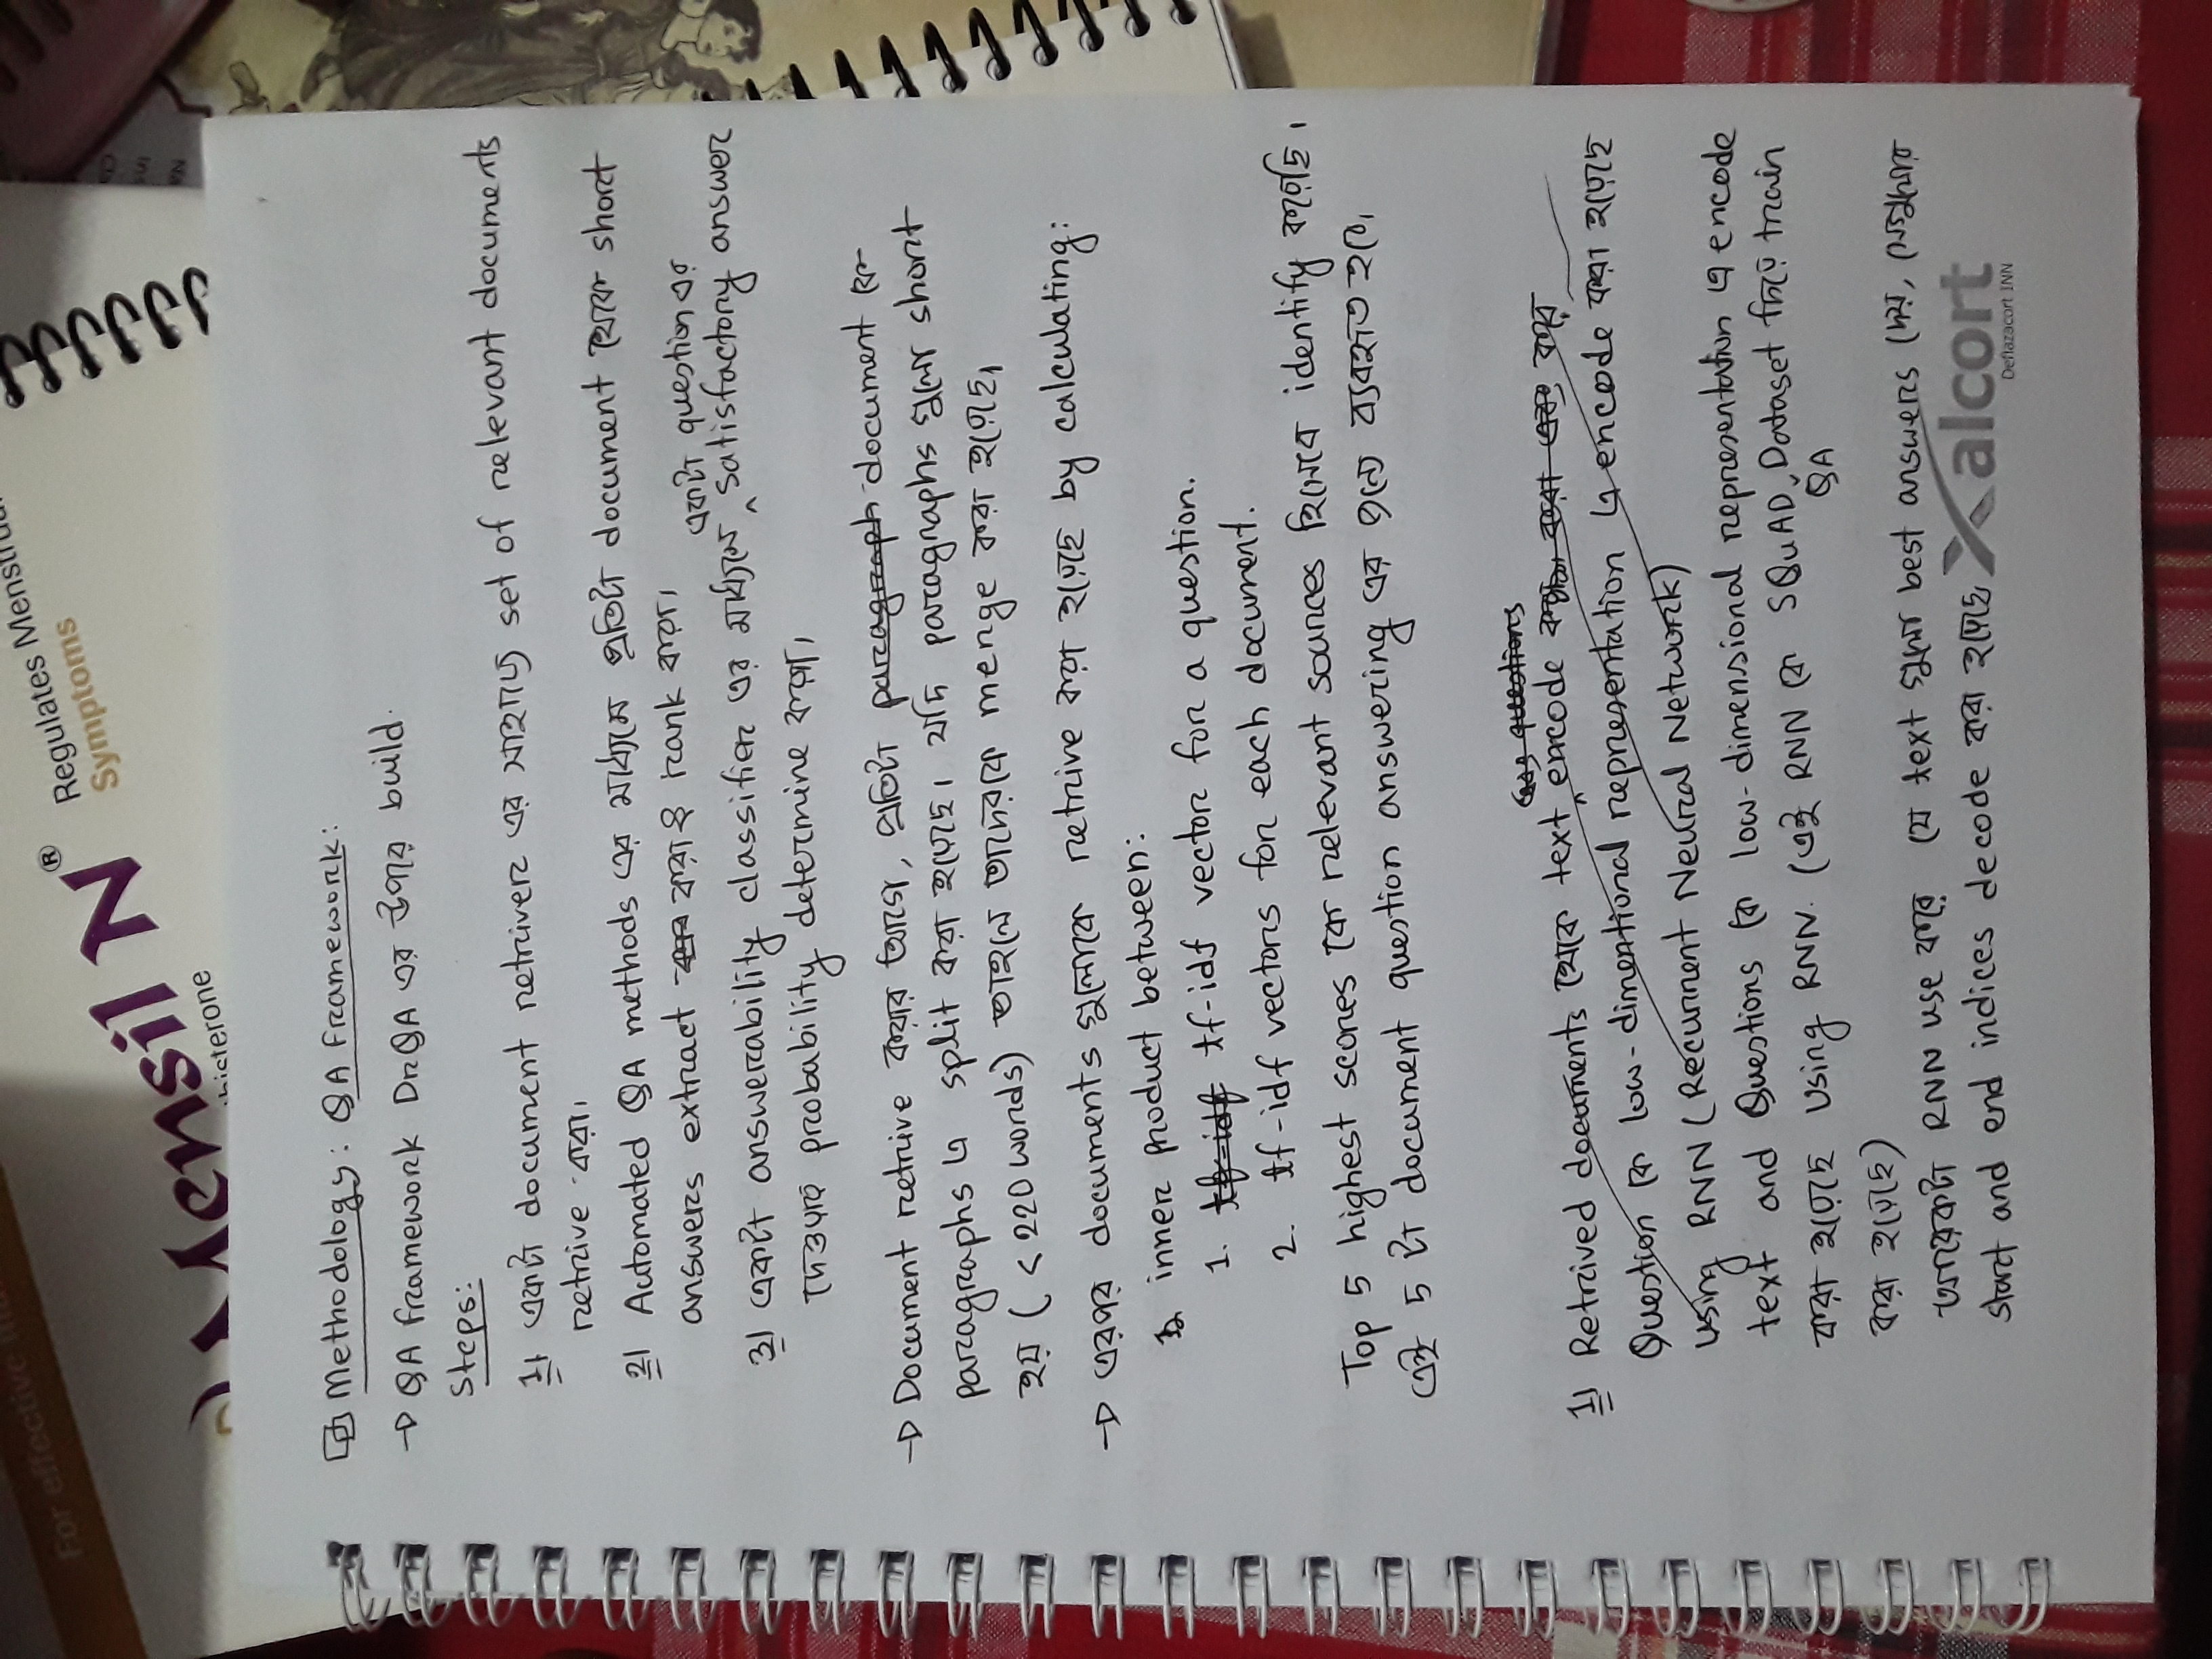 For effective
Mensil N®
Regulates Menstrua
Symptoms
histerone
Methodology: QA Framework:
→ QA framework DrQA এর উপর build.
Steps:
1। একটা document retriver এর সাহায্যে set of relevant documents
retrive করা।
2। Automated QA methods এর মাধ্যমে প্রতিটা document থেকে short
answers extract করা ও rank করা।
একটা question এর
3। একটা answerability classifier এর মাধ্যমে ^ satisfactory answer
দেওয়ার probability determine করা।
→ Document retrive করার আগে, প্রতিটা paragraph document কে
paragraphs এ split করা হয়েছে। যদি paragraphs গুলো short
হয় ( < 220 words) তাহলে তাদেরকে merge করা হয়েছে।
→ এরপর documents গুলোকে retrive করা হয়েছে by calculating:
inner product between:
1. tf-idf tf-idf vector for a question.
2. tf-idf vectors for each document.
Top 5 highest scores কে relevant sources হিসেবে identify করেছি।
এই 5 টা document question answering এর জন্যে ব্যবহৃত হবে।
questions
1। Retrived documents থেকে text ^ encode করা এবং করে
Question কে low-dimentional representation এ encode করা হয়েছে
using RNN (Recurrent Neural Network)
text and Questions কে low-dimensional representation এ encode
করা হয়েছে using RNN. (এই RNN কে SQuAD Dataset দিয়ে train
QA
করা হয়েছে)
আরেকটা RNN use করে যে text গুলো best answers দেয়, সেগুলোর
start and end indices decode করা হয়েছে
Xalcort
Deflazacort INN